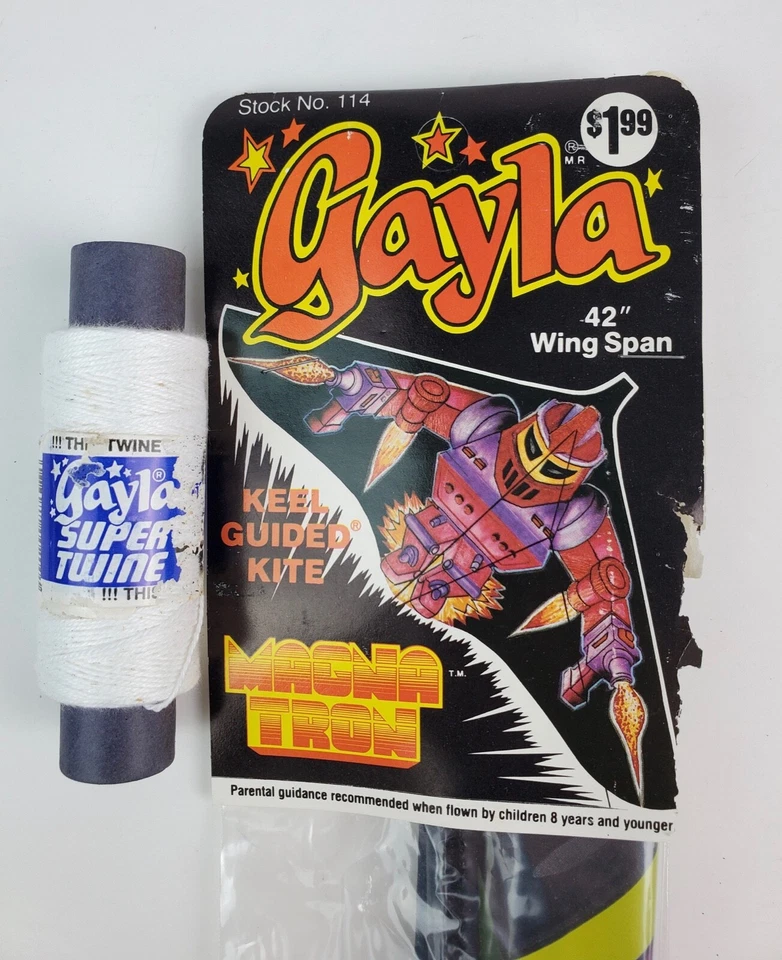 Stock No. 114
$1.99
Gayla
®
M.R
42"
Wing Span
KEEL
GUIDED®
KITE
MAGNA
TRON
T.M.
Parental guidance recommended when flown by children 8 years and younger
!!! TWINE
Gayla®
SUPER
TWINE
!!! THIS